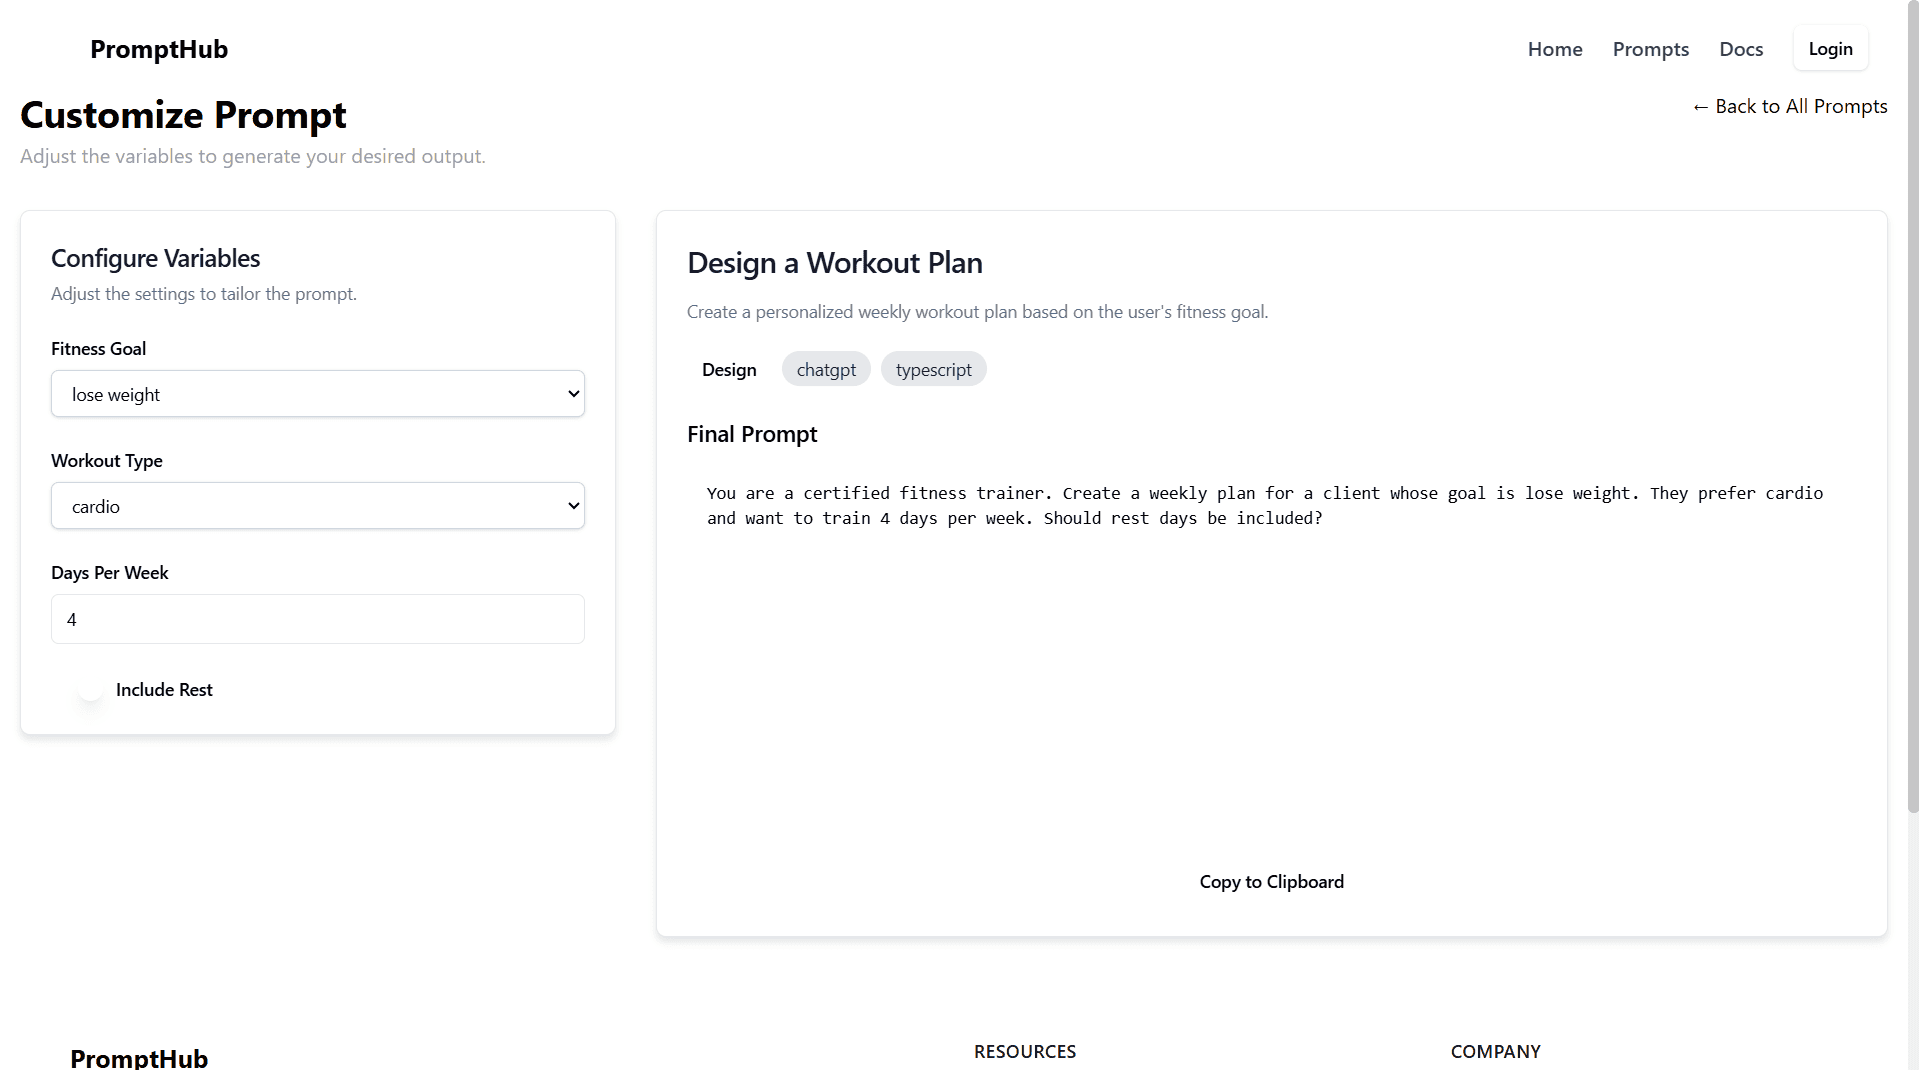 PromptHub
Home
Prompts
Docs
Login
Customize Prompt
← Back to All Prompts
Adjust the variables to generate your desired output.
Configure Variables
Adjust the settings to tailor the prompt.
Fitness Goal
lose weight
Workout Type
cardio
Days Per Week
4
Include Rest
Design a Workout Plan
Create a personalized weekly workout plan based on the user's fitness goal.
Design
chatgpt
typescript
Final Prompt
You are a certified fitness trainer. Create a weekly plan for a client whose goal is lose weight. They prefer cardio
and want to train 4 days per week. Should rest days be included?
Copy to Clipboard
PromptHub
RESOURCES
COMPANY